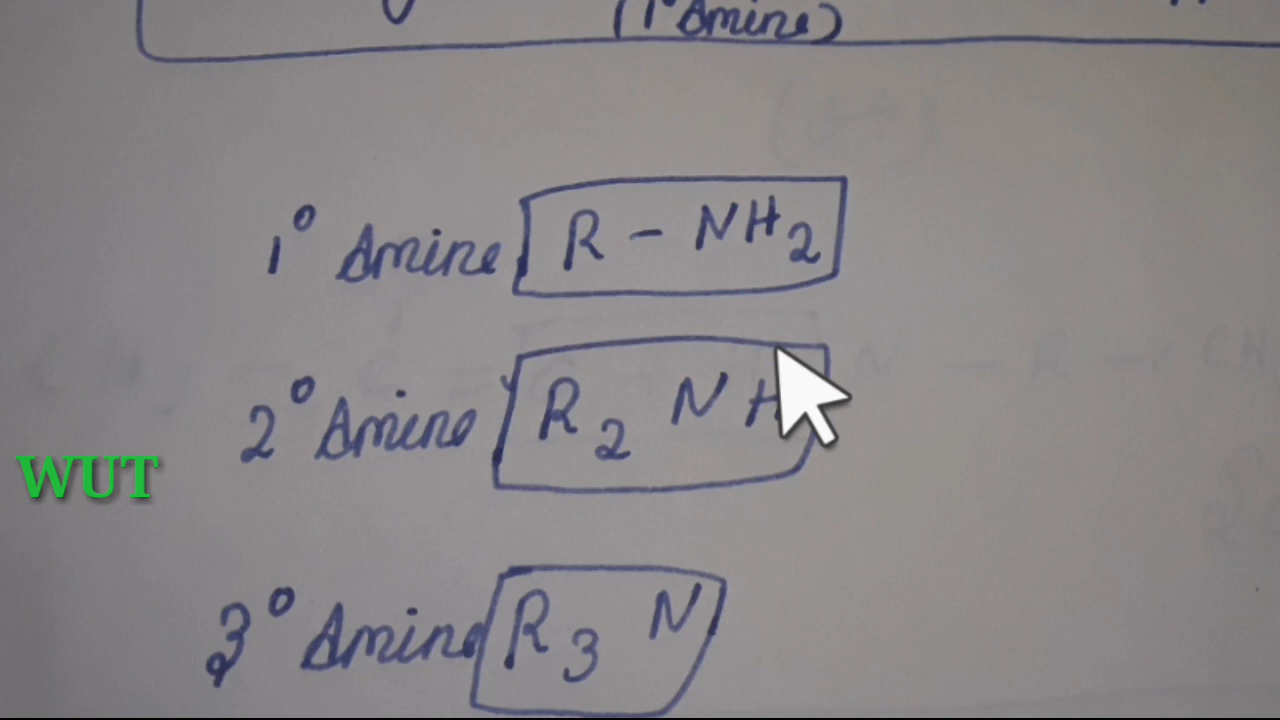 (1° Amine)
1° Amine R - NH2
2° Amine R2 NH
WUT
3° Amine R3 N